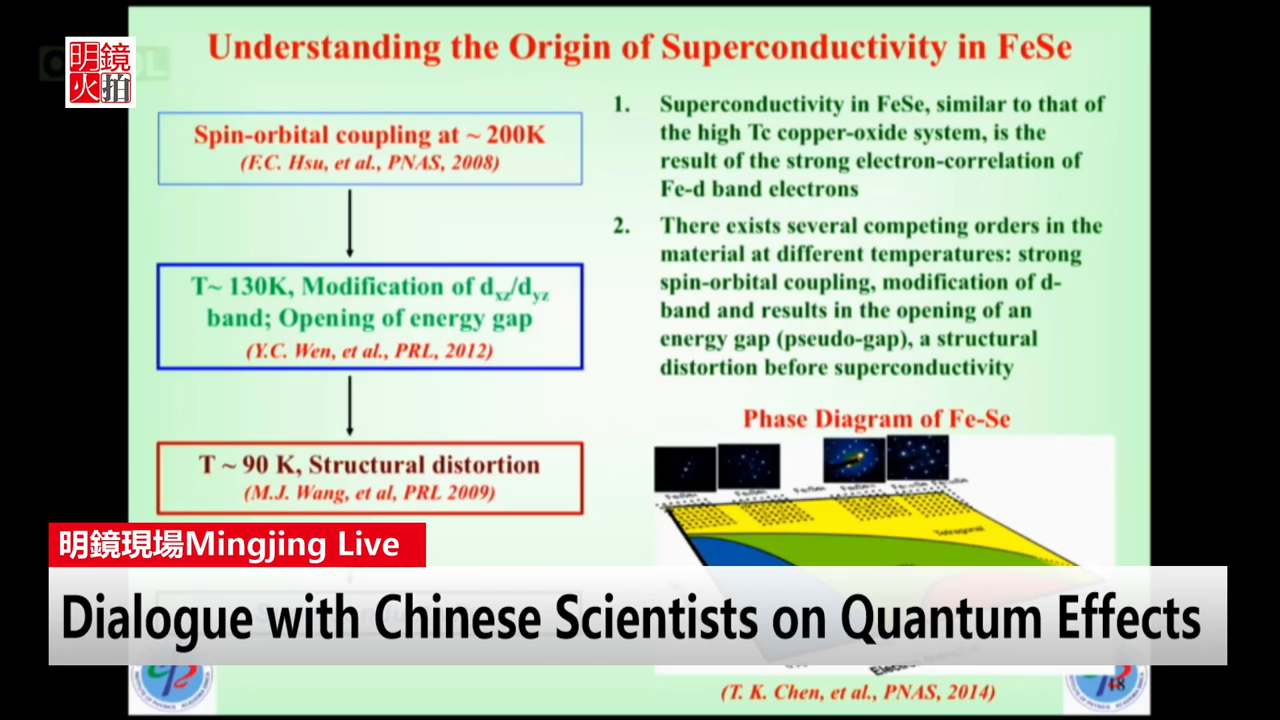 明鏡
火拍
Understanding the Origin of Superconductivity in FeSe
Spin-orbital coupling at ~ 200K
(F.C. Hsu, et al., PNAS, 2008)
T~ 130K, Modification of dxz/dyz
band; Opening of energy gap
(Y.C. Wen, et al., PRL, 2012)
T ~ 90 K, Structural distortion
(M.J. Wang, et al, PRL 2009)
1. Superconductivity in FeSe, similar to that of
the high Tc copper-oxide system, is the
result of the strong electron-correlation of
Fe-d band electrons
2. There exists several competing orders in the
material at different temperatures: strong
spin-orbital coupling, modification of d-
band and results in the opening of an
energy gap (pseudo-gap), a structural
distortion before superconductivity
Phase Diagram of Fe-Se
Tetragonal
(T. K. Chen, et al., PNAS, 2014)
18
明鏡現場Mingjing Live
Dialogue with Chinese Scientists on Quantum Effects